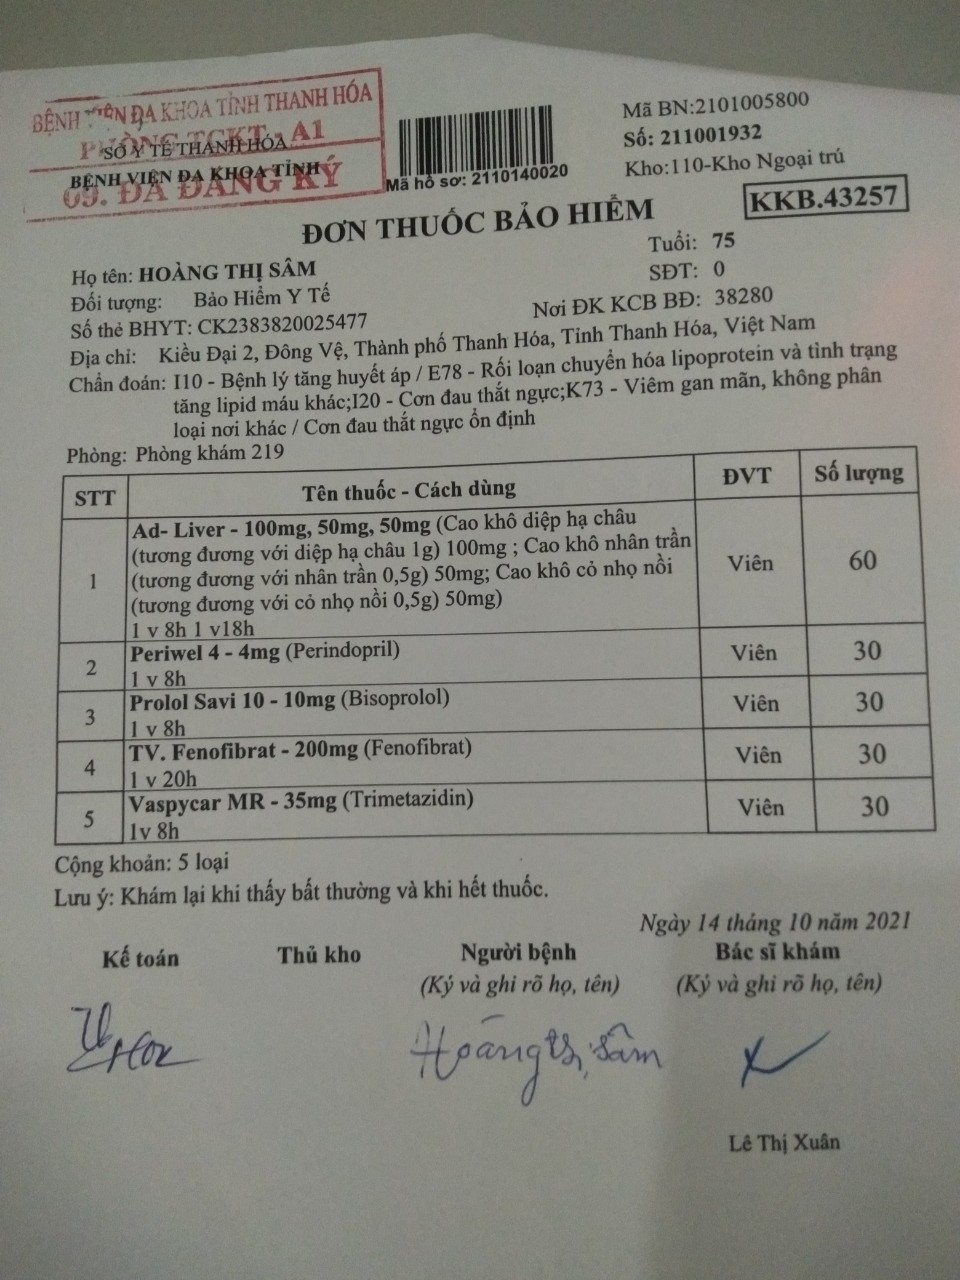 BỆNH VIỆN ĐA KHOA TỈNH THANH HÓA
PHÒNG TCKT - A1
SỞ Y TẾ THANH HÓA
BỆNH VIỆN ĐA KHOA TỈNH
09. ĐÃ ĐĂNG KÝ
Mã hồ sơ: 2110140020
Mã BN:2101005800
Số: 211001932
Kho:110-Kho Ngoại trú
KKB.43257
ĐƠN THUỐC BẢO HIỂM
Họ tên: HOÀNG THỊ SÂM Tuổi: 75
Đối tượng: Bảo Hiểm Y Tế SĐT: 0
Số thẻ BHYT: CK2383820025477 Nơi ĐK KCB BĐ: 38280
Địa chỉ: Kiều Đại 2, Đông Vệ, Thành phố Thanh Hóa, Tỉnh Thanh Hóa, Việt Nam
Chẩn đoán: I10 - Bệnh lý tăng huyết áp / E78 - Rối loạn chuyển hóa lipoprotein và tình trạng
tăng lipid máu khác;I20 - Cơn đau thắt ngực;K73 - Viêm gan mãn, không phân
loại nơi khác / Cơn đau thắt ngực ổn định
Phòng: Phòng khám 219
STT Tên thuốc - Cách dùng ĐVT Số lượng
Ad- Liver - 100mg, 50mg, 50mg (Cao khô diệp hạ châu
(tương đương với diệp hạ châu 1g) 100mg ; Cao khô nhân trần
1 (tương đương với nhân trần 0,5g) 50mg; Cao khô cỏ nhọ nồi Viên 60
(tương đương với cỏ nhọ nồi 0,5g) 50mg)
1 v 8h 1 v18h
2 Periwel 4 - 4mg (Perindopril) Viên 30
1 v 8h
3 Prolol Savi 10 - 10mg (Bisoprolol) Viên 30
1 v 8h
4 TV. Fenofibrat - 200mg (Fenofibrat) Viên 30
1 v 20h
5 Vaspycar MR - 35mg (Trimetazidin) Viên 30
1v 8h
Cộng khoản: 5 loại
Lưu ý: Khám lại khi thấy bất thường và khi hết thuốc.
Ngày 14 tháng 10 năm 2021
Kế toán Thủ kho Người bệnh Bác sĩ khám
(Ký và ghi rõ họ, tên) (Ký và ghi rõ họ, tên)
Hoàng thị sâm
Lê Thị Xuân